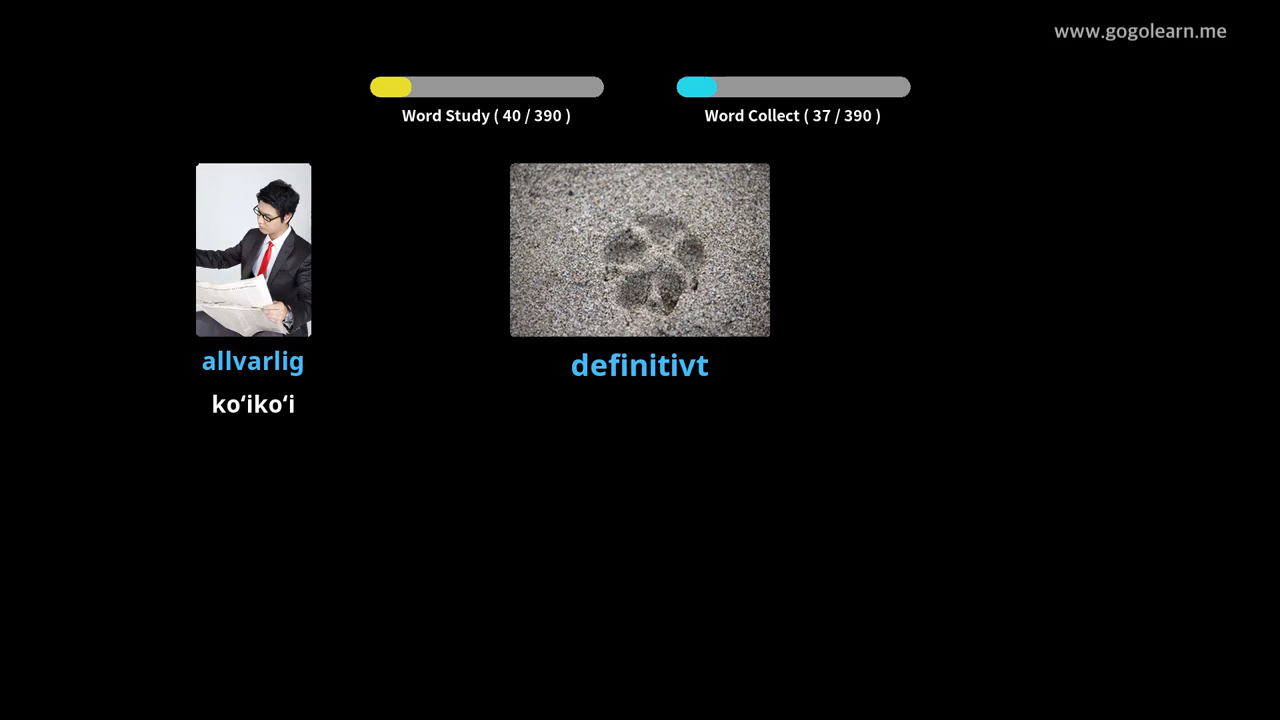 www.gogolearn.me
Word Study ( 40 / 390 )
Word Collect ( 37 / 390 )
allvarlig
koʻikoʻi
definitivt